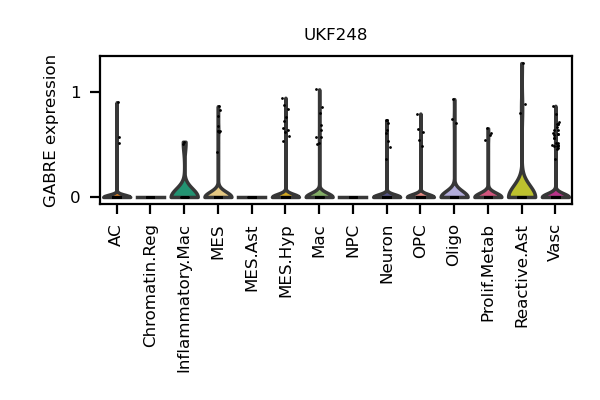 UKF248
GABRE expression
1
0
AC
Chromatin.Reg
Inflammatory.Mac
MES
MES.Ast
MES.Hyp
Mac
NPC
Neuron
OPC
Oligo
Prolif.Metab
Reactive.Ast
Vasc